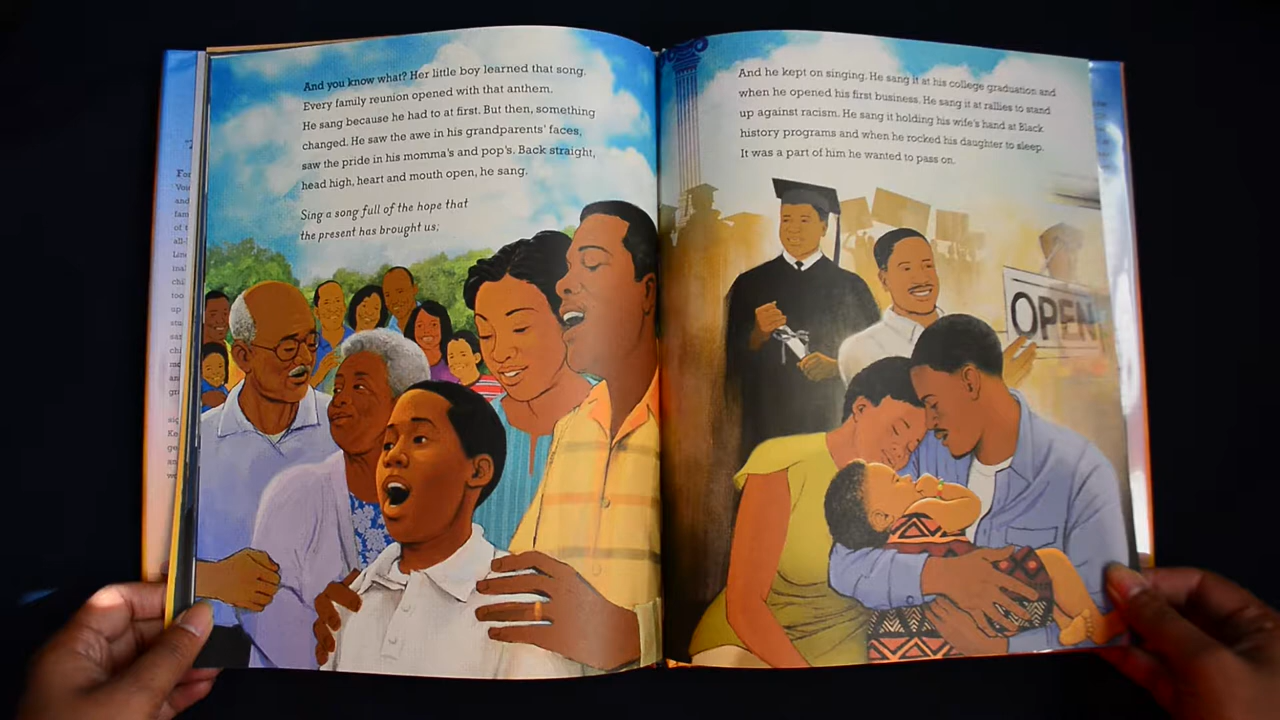 And you know what? Her little boy learned that song.
Every family reunion opened with that anthem.
He sang because he had to at first. But then, something
changed. He saw the awe in his grandparents' faces,
saw the pride in his momma's and pop's. Back straight,
head high, heart and mouth open, he sang.
Sing a song full of the hope that
the present has brought us;
And he kept on singing. He sang it at his college graduation and
when he opened his first business. He sang it at rallies to stand
up against racism. He sang it holding his wife's hand at Black
history programs and when he rocked his daughter to sleep.
It was a part of him he wanted to pass on.
OPEN